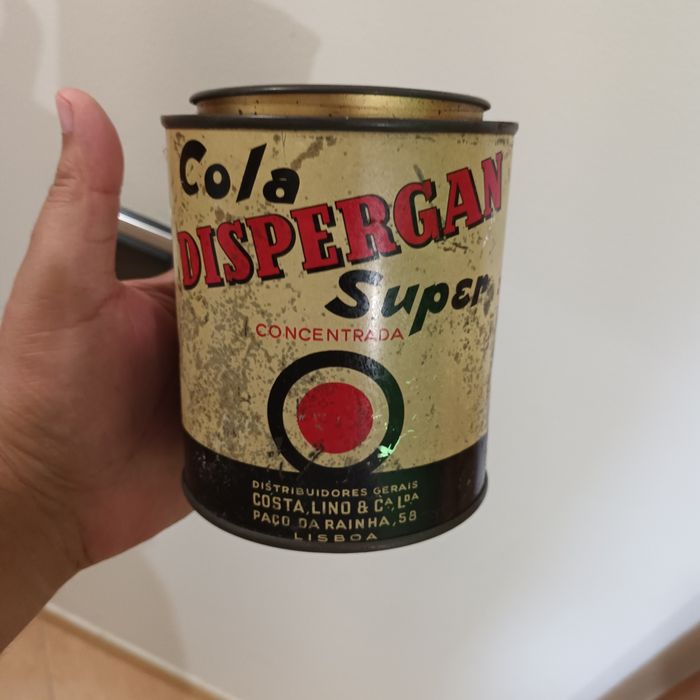 Cola
DISPERGAN
Super
CONCENTRADA
DISTRIBUIDORES GERAIS
COSTA, LINO & Cᴬ Lᴰᴬ
PAÇO DA RAINHA, 58
LISBOA